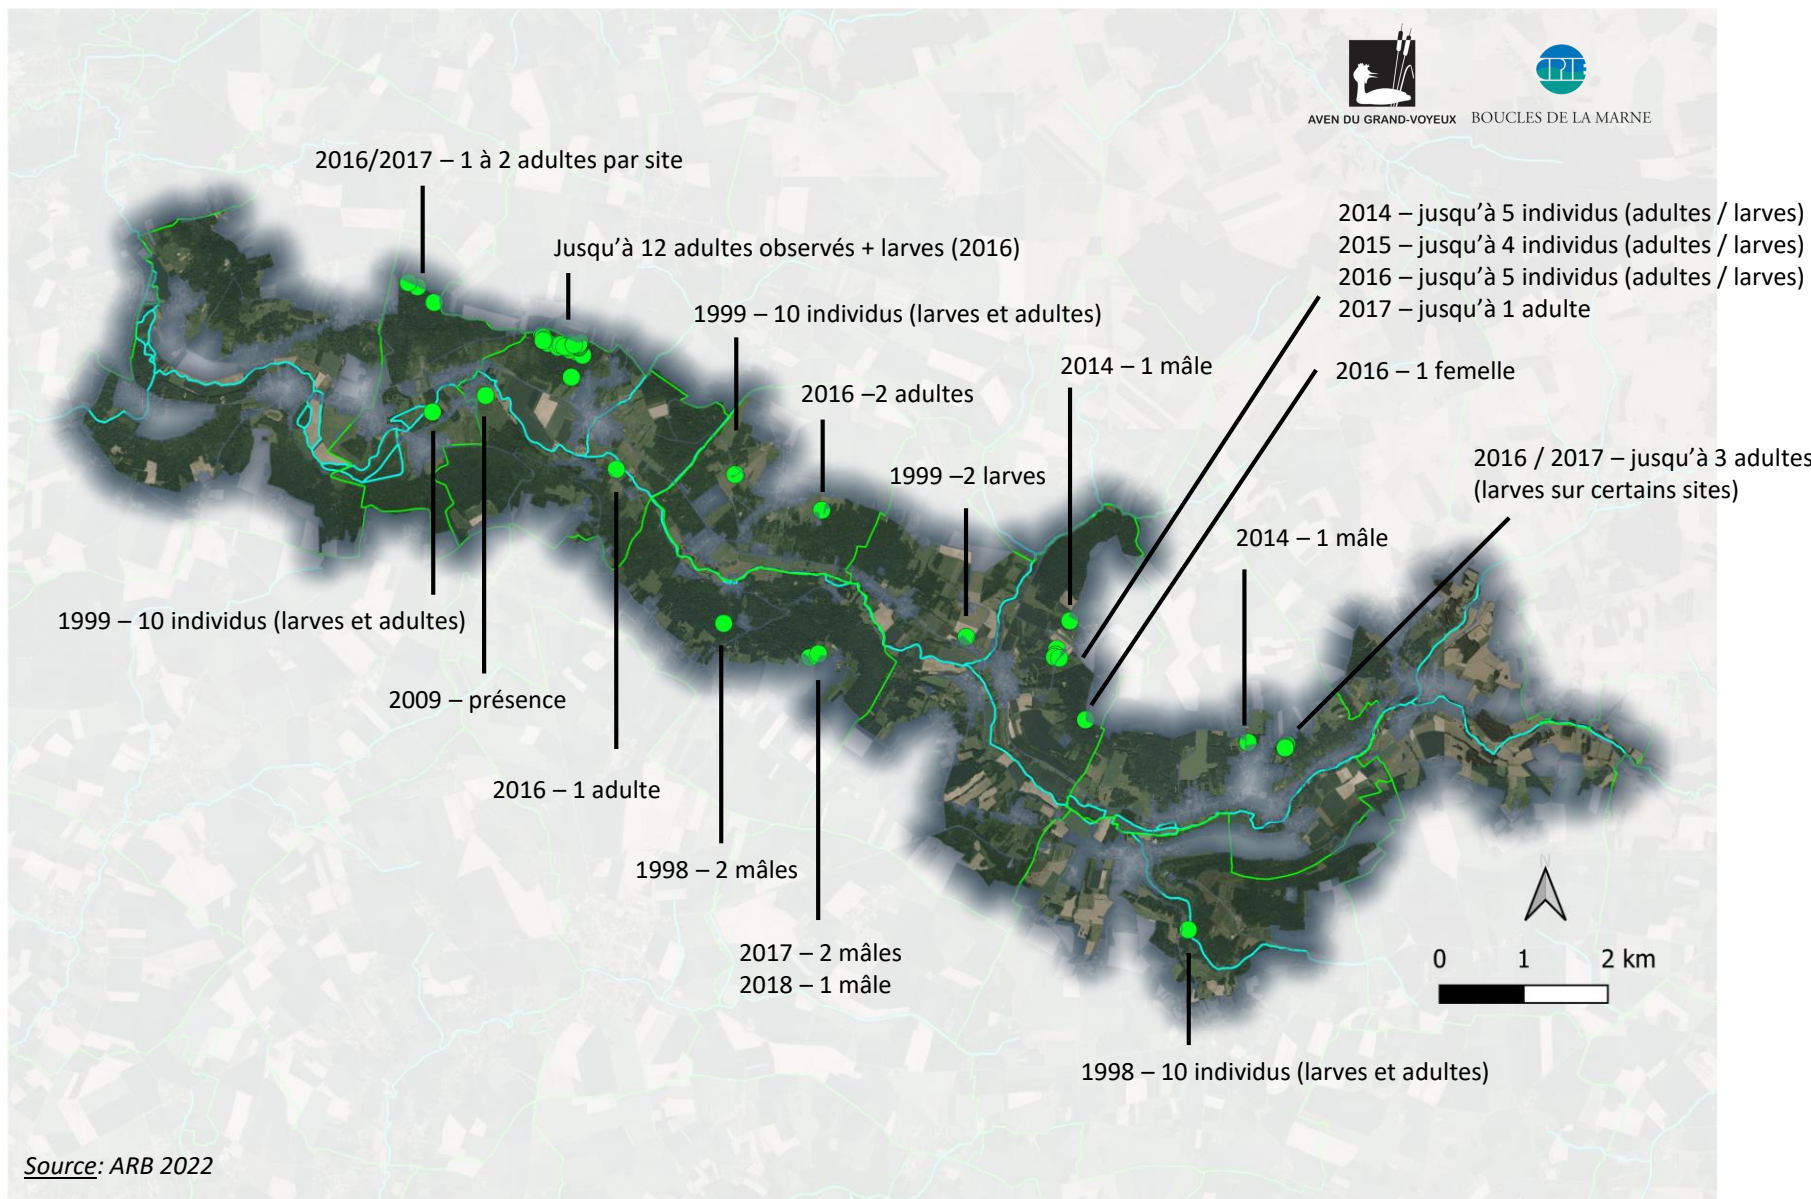 AVEN DU GRAND-VOYEUX
CPIE
BOUCLES DE LA MARNE
2016/2017 – 1 à 2 adultes par site
2014 – jusqu’à 5 individus (adultes / larves)
2015 – jusqu’à 4 individus (adultes / larves)
2016 – jusqu’à 5 individus (adultes / larves)
2017 – jusqu’à 1 adulte
Jusqu’à 12 adultes observés + larves (2016)
1999 – 10 individus (larves et adultes)
2014 – 1 mâle
2016 – 1 femelle
2016 –2 adultes
1999 –2 larves
2016 / 2017 – jusqu’à 3 adultes
(larves sur certains sites)
2014 – 1 mâle
1999 – 10 individus (larves et adultes)
2009 – présence
2016 – 1 adulte
1998 – 2 mâles
2017 – 2 mâles
2018 – 1 mâle
N
0 1 2 km
1998 – 10 individus (larves et adultes)
Source: ARB 2022